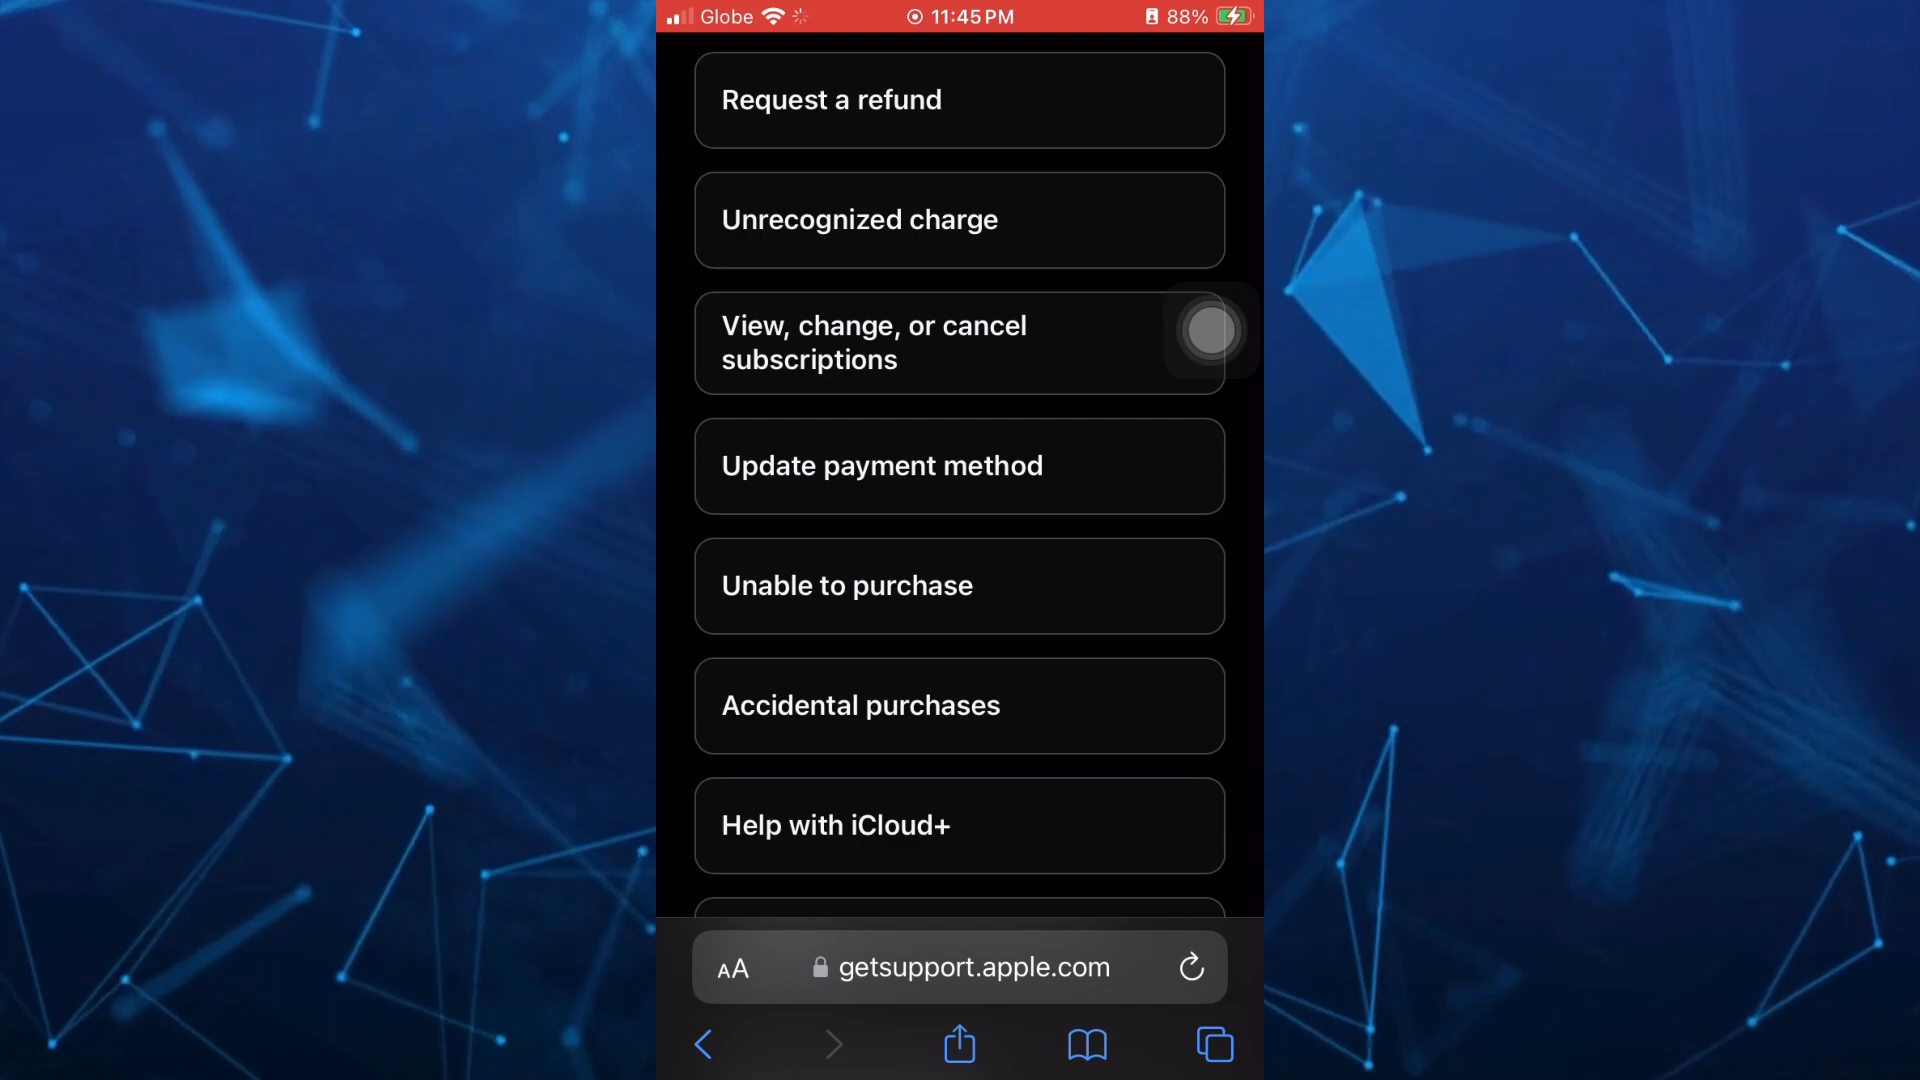 Globe 11:45 PM 88%
Request a refund
Unrecognized charge
View, change, or cancel
subscriptions
Update payment method
Unable to purchase
Accidental purchases
Help with iCloud+
AA getsupport.apple.com